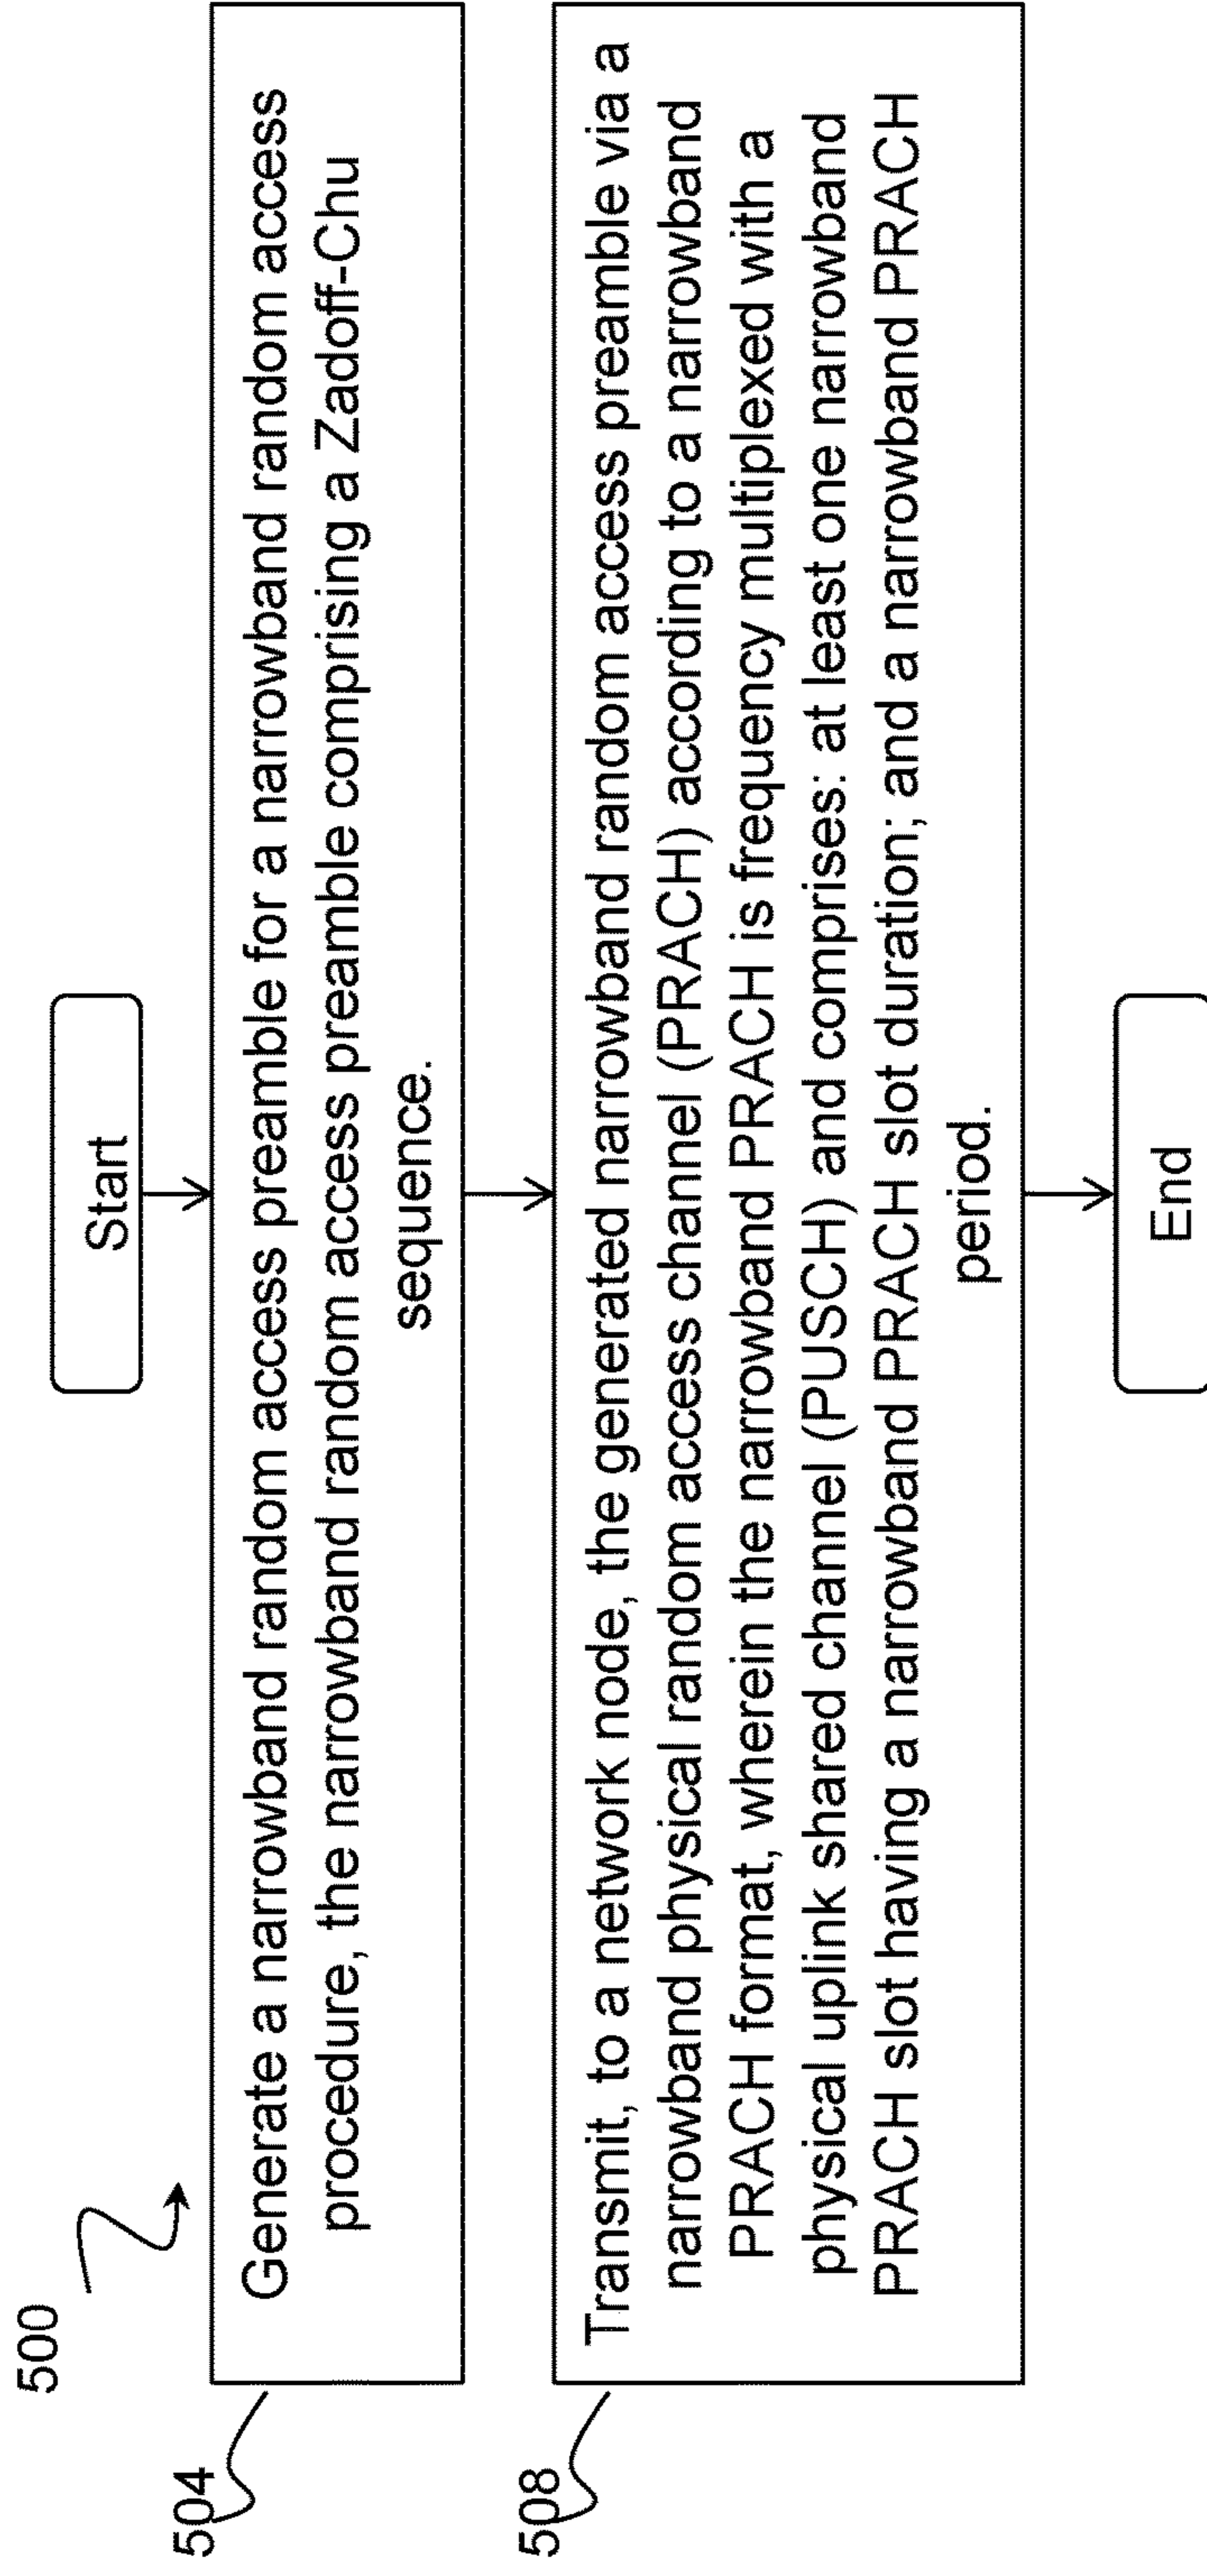 500
Start
504
Generate a narrowband random access preamble for a narrowband random access
procedure, the narrowband random access preamble comprising a Zadoff-Chu
sequence.
508
Transmit, to a network node, the generated narrowband random access preamble via a
narrowband physical random access channel (PRACH) according to a narrowband
PRACH format, wherein the narrowband PRACH is frequency multiplexed with a
physical uplink shared channel (PUSCH) and comprises: at least one narrowband
PRACH slot having a narrowband PRACH slot duration; and a narrowband PRACH
period.
End